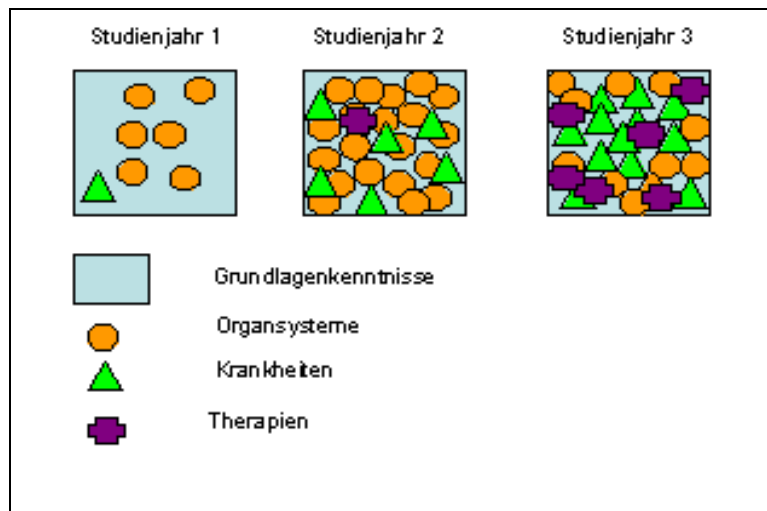 Studienjahr 1 Studienjahr 2 Studienjahr 3
Grundlagenkenntnisse
Organsysteme
Krankheiten
Therapien